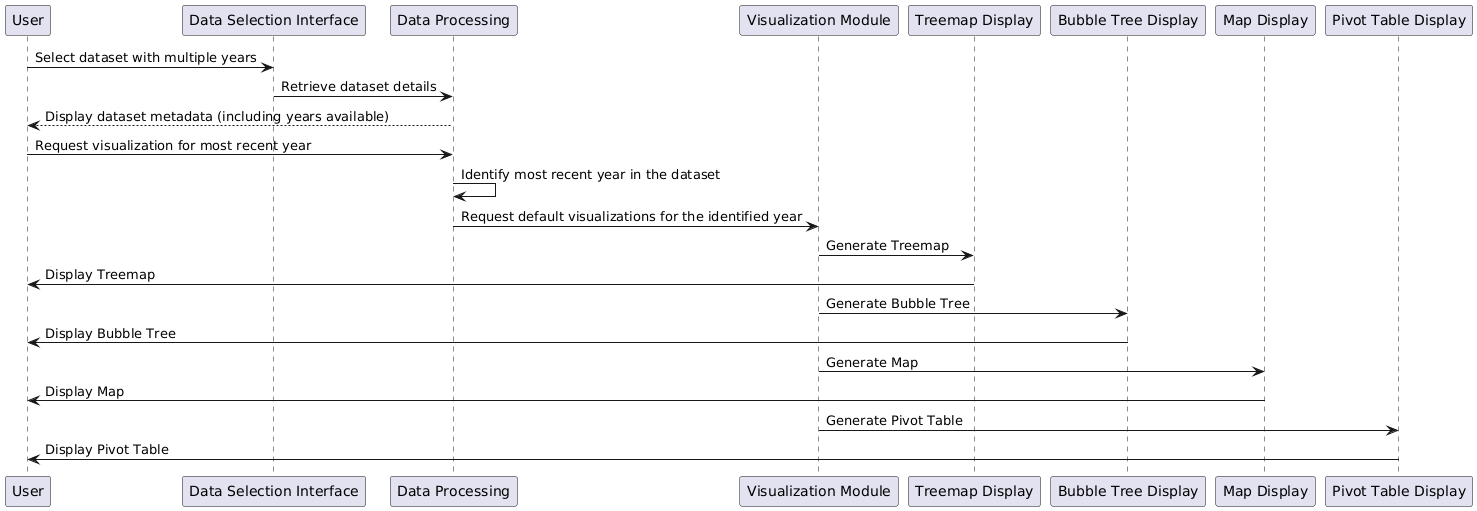 User
Data Selection Interface
Data Processing
Visualization Module
Treemap Display
Bubble Tree Display
Map Display
Pivot Table Display
Select dataset with multiple years
Retrieve dataset details
Display dataset metadata (including years available)
Request visualization for most recent year
Identify most recent year in the dataset
Request default visualizations for the identified year
Generate Treemap
Display Treemap
Generate Bubble Tree
Display Bubble Tree
Generate Map
Display Map
Generate Pivot Table
Display Pivot Table
User
Data Selection Interface
Data Processing
Visualization Module
Treemap Display
Bubble Tree Display
Map Display
Pivot Table Display